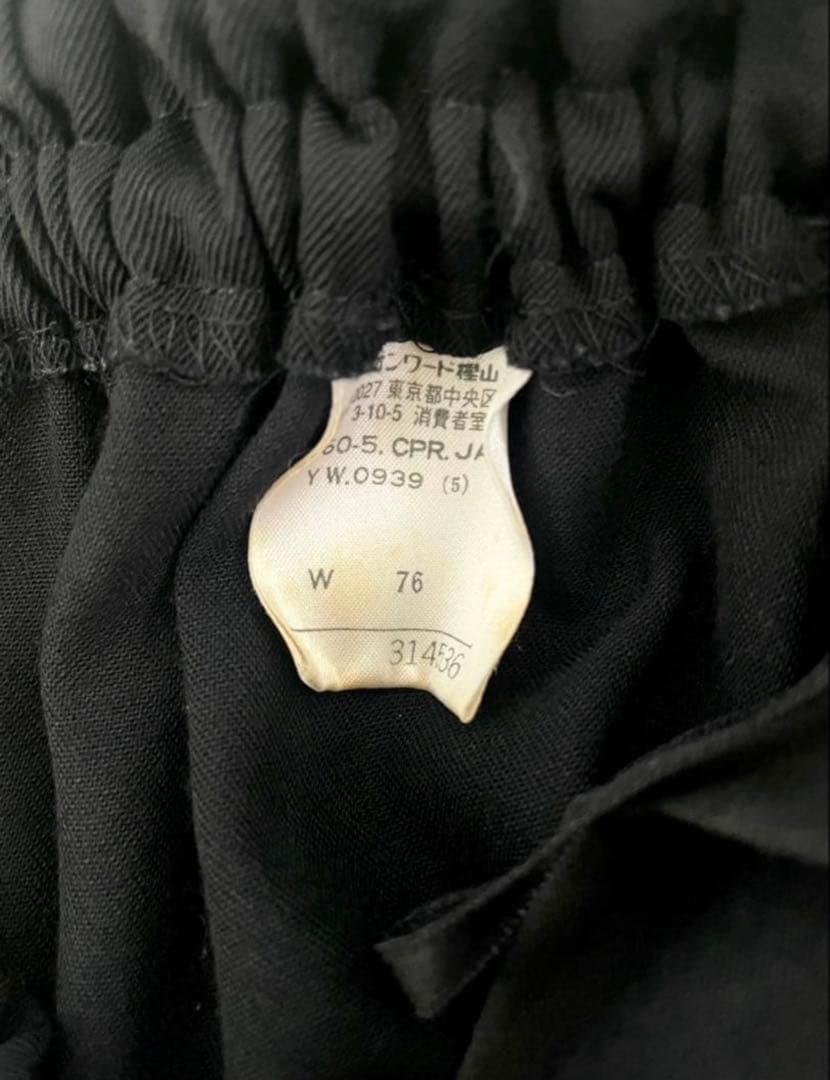 オンワード樫山
027 東京都中央区
3-10-5 消費者室
60-5. CPR. JA
Y W.0939 (5)
W 76
314536